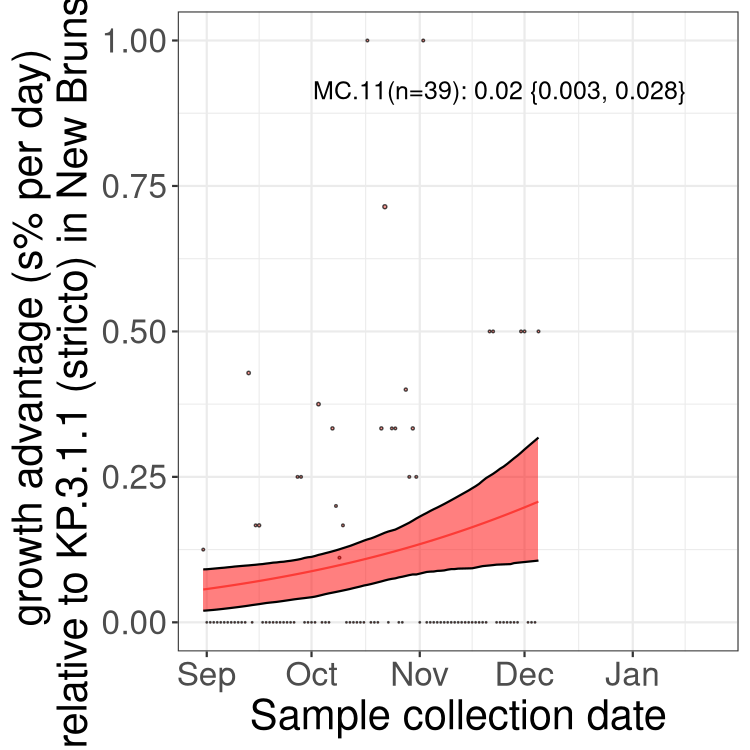 growth advantage (s% per day)
relative to KP.3.1.1 (stricto) in New Bruns
1.00
0.75
0.50
0.25
0.00
MC.11(n=39): 0.02 {0.003, 0.028}
Sep Oct Nov Dec Jan
Sample collection date